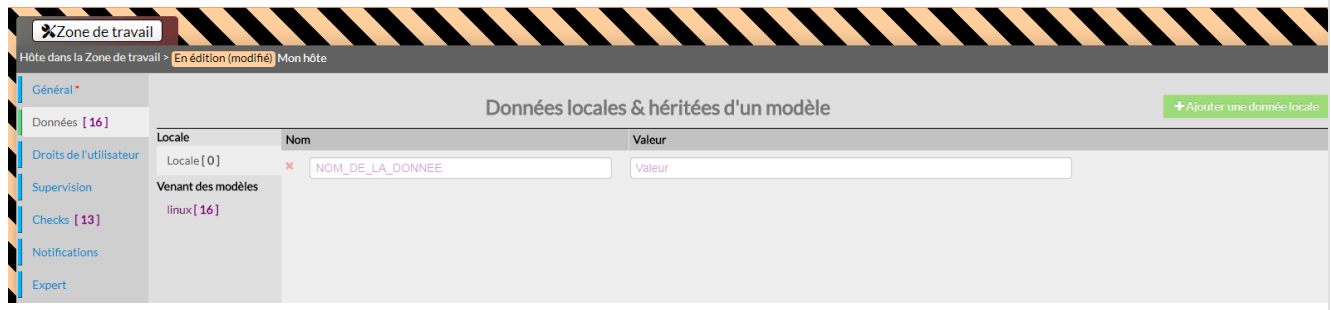 Zone de travail
Hôte dans la Zone de travail > En édition (modifié) Mon hôte
Général *
Données [ 16 ]
Droits de l'utilisateur
Supervision
Checks [ 13 ]
Notifications
Expert
Données locales & héritées d'un modèle
+ Ajouter une donnée locale
Locale
Locale [ 0 ]
Venant des modèles
linux [ 16 ]
Nom Valeur
NOM_DE_LA_DONNEE Valeur